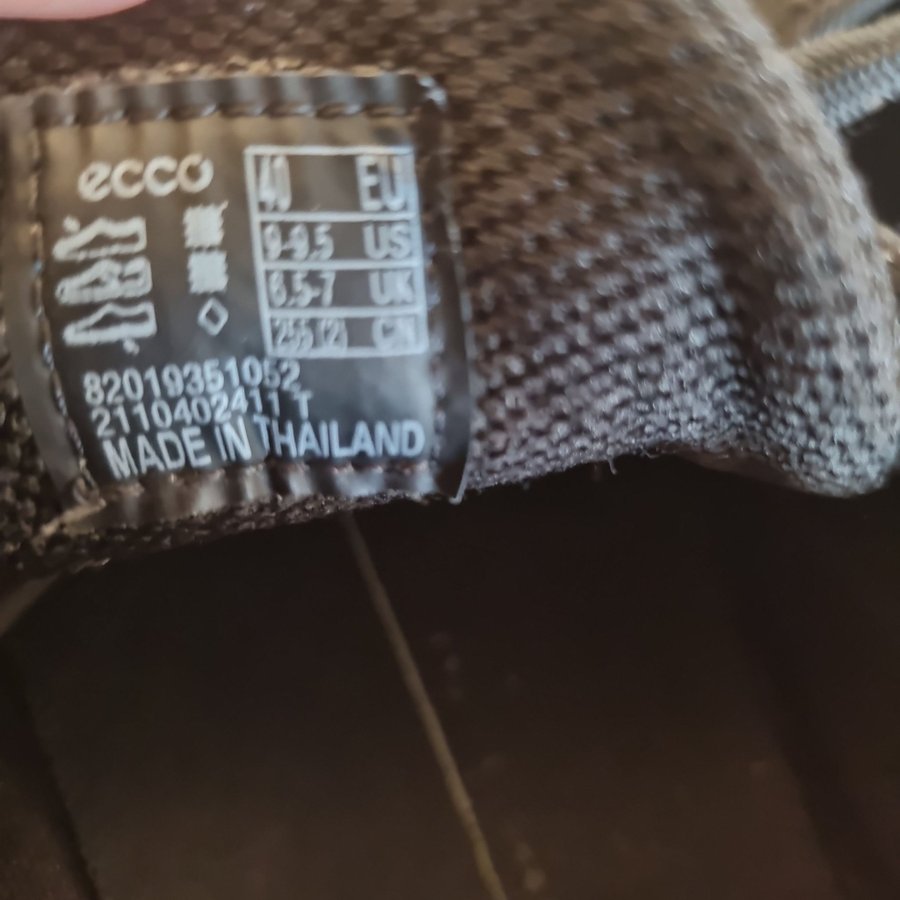 ecco
40 EU
9-9.5 US
6.5-7 UK
255 (2) CN
82019351052
2110402411 T
MADE IN THAILAND